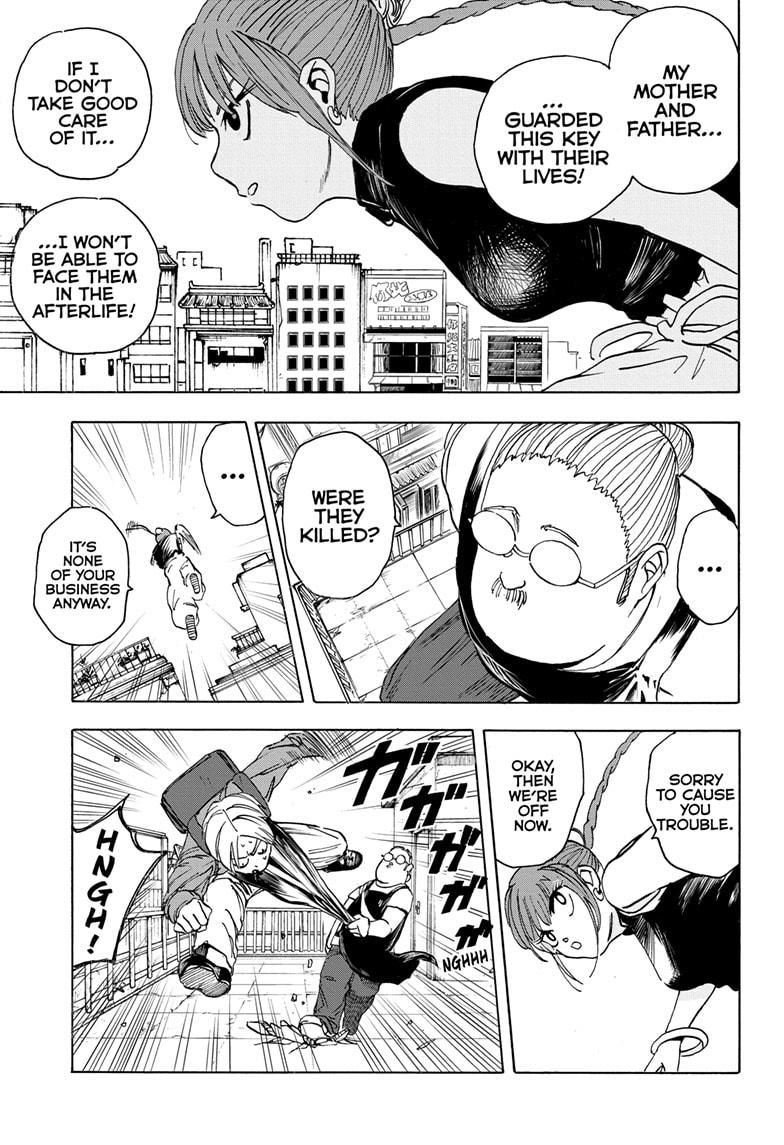 MY
MOTHER
AND
FATHER...
...
GUARDED
THIS KEY
WITH THEIR
LIVES!
IF I
DON'T
TAKE GOOD
CARE
OF IT...
...I WON'T
BE ABLE TO
FACE THEM
IN THE
AFTERLIFE!
...
WERE
THEY
KILLED?
...
IT'S
NONE
OF YOUR
BUSINESS
ANYWAY.
SORRY
TO CAUSE
YOU
TROUBLE.
OKAY,
THEN
WE'RE
OFF
NOW.
ガガガガガ
NGHHH
HNGH!